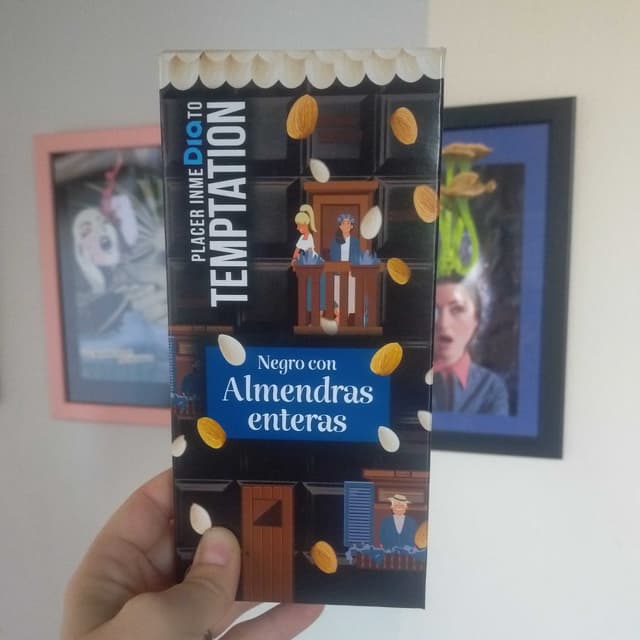 PLACER INMEDIATO
TEMPTATION
Negro con
Almendras
enteras